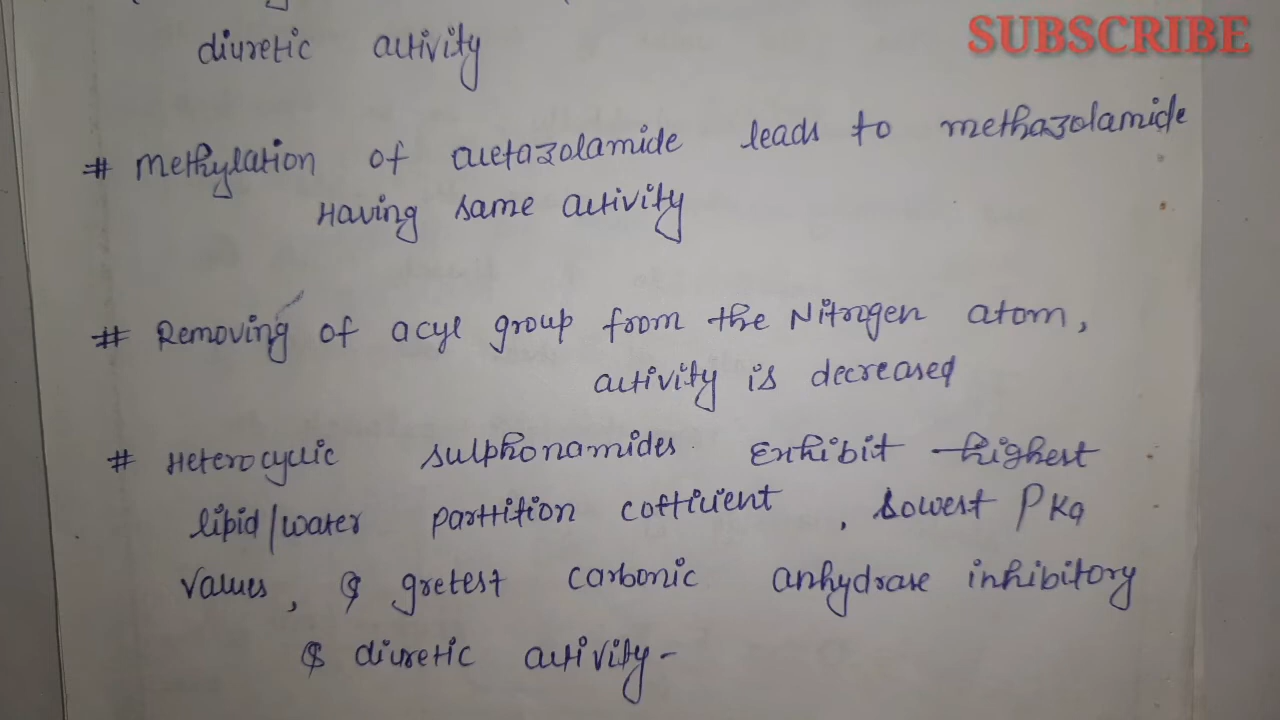 SUBSCRIBE
diuretic activity
# Methylation of acetazolamide leads to methazolamide
Having same activity
# Removing of acyl group from the Nitrogen atom,
activity is decreased
# Heterocyclic sulphonamides Exhibit highest
lipid/water parttition cofficient, Lowest PKa
values, & gretest carbonic anhydrase inhibitory
& diuretic activity-